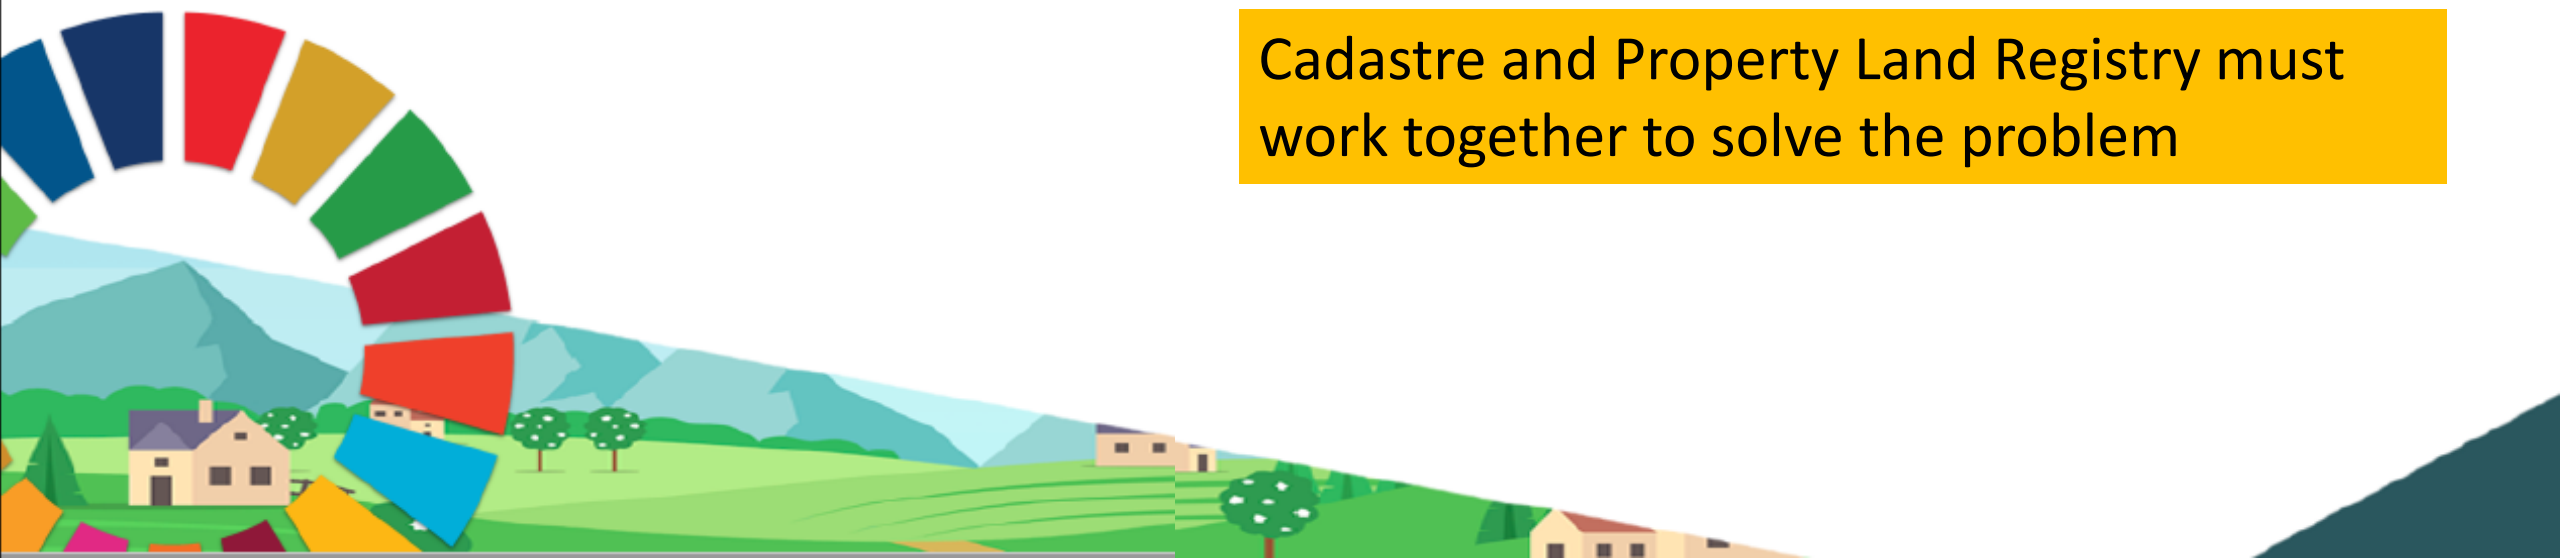 Cadastre and Property Land Registry must
work together to solve the problem